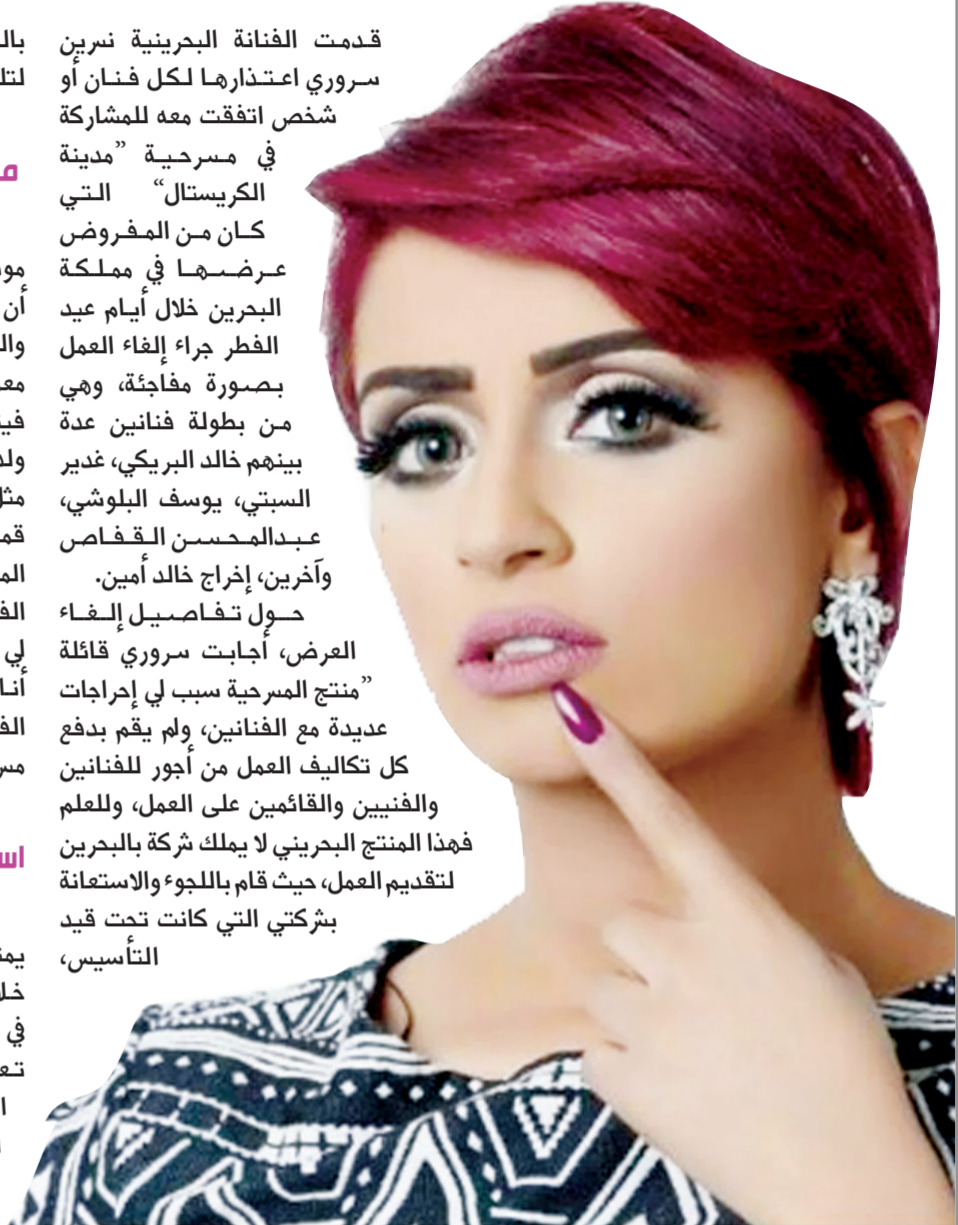 قدمت الفنانة البحرينية نسرين
سروري اعتذارها لكل فنان أو
شخص اتفقت معه للمشاركة
في مسرحية ”مدينة
الكريستال“ التي
كان من المفروض
عرضها في مملكة
البحرين خلال أيام عيد
الفطر جراء إلغاء العمل
بصورة مفاجئة، وهي
من بطولة فنانين عدة
بينهم خالد البريكي، غدير
السبتي، يوسف البلوشي،
عبدالمحسن القفاص
وآخرين، إخراج خالد أمين.
حول تفاصيل إلغاء
العرض، أجابت سروري قائلة
”منتج المسرحية سبب لي إحراجات
عديدة مع الفنانين، ولم يقم بدفع
كل تكاليف العمل من أجور للفنانين
والفنيين والقائمين على العمل، وللعلم
فهذا المنتج البحريني لا يملك شركة بالبحرين
لتقديم العمل، حيث قام باللجوء والاستعانة
بشركتي التي كانت تحت قيد
التأسيس،
أن
لي
في